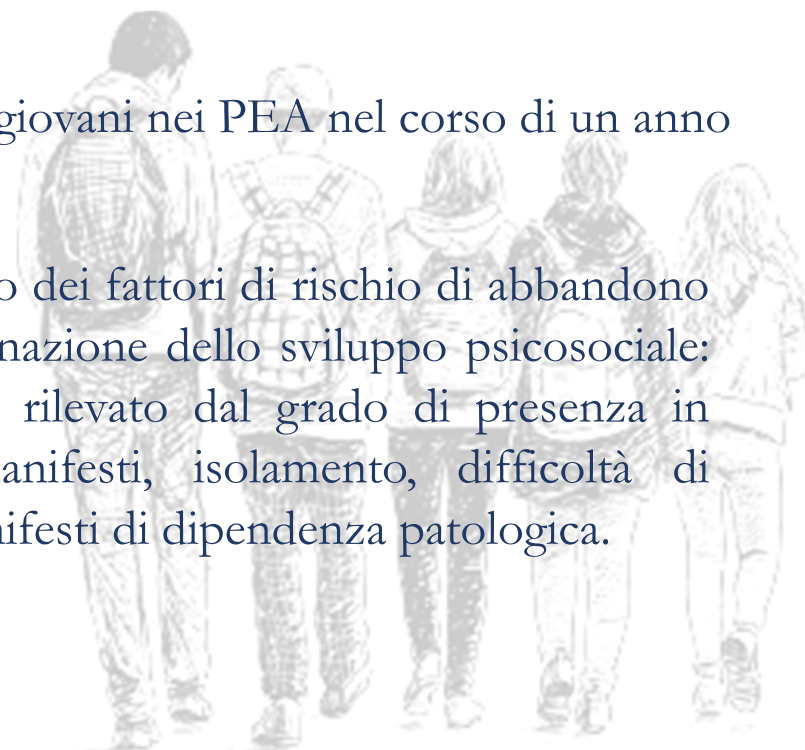 giovani nei PEA nel corso di un anno
o dei fattori di rischio di abbandono
nazione dello sviluppo psicosociale:
rilevato dal grado di presenza in
anifesti, isolamento, difficoltà di
nifesti di dipendenza patologica.